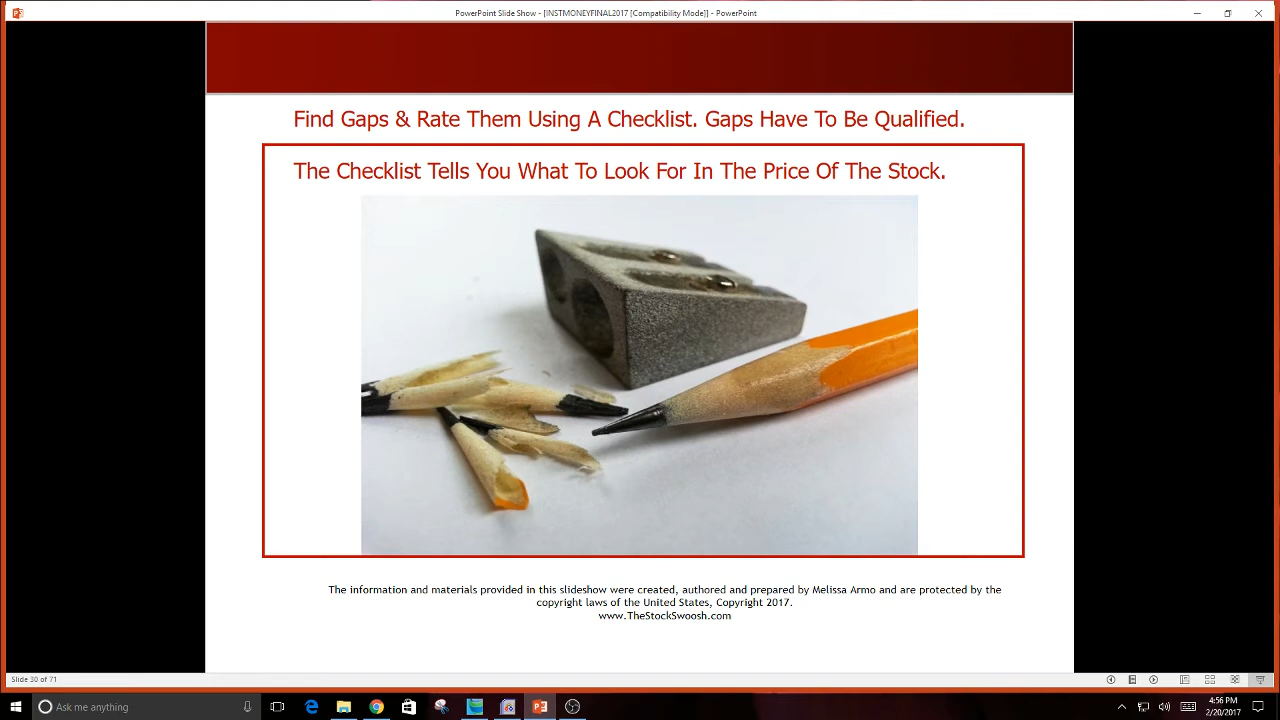 PowerPoint Slide Show - [INSTMONEYFINAL2017 [Compatibility Mode]] - PowerPoint
Find Gaps & Rate Them Using A Checklist. Gaps Have To Be Qualified.
The Checklist Tells You What To Look For In The Price Of The Stock.
The information and materials provided in this slideshow were created, authored and prepared by Melissa Armo and are protected by the
copyright laws of the United States, Copyright 2017.
www.TheStockSwoosh.com
Slide 30 of 71
Ask me anything
4:56 PM
2/20/2017